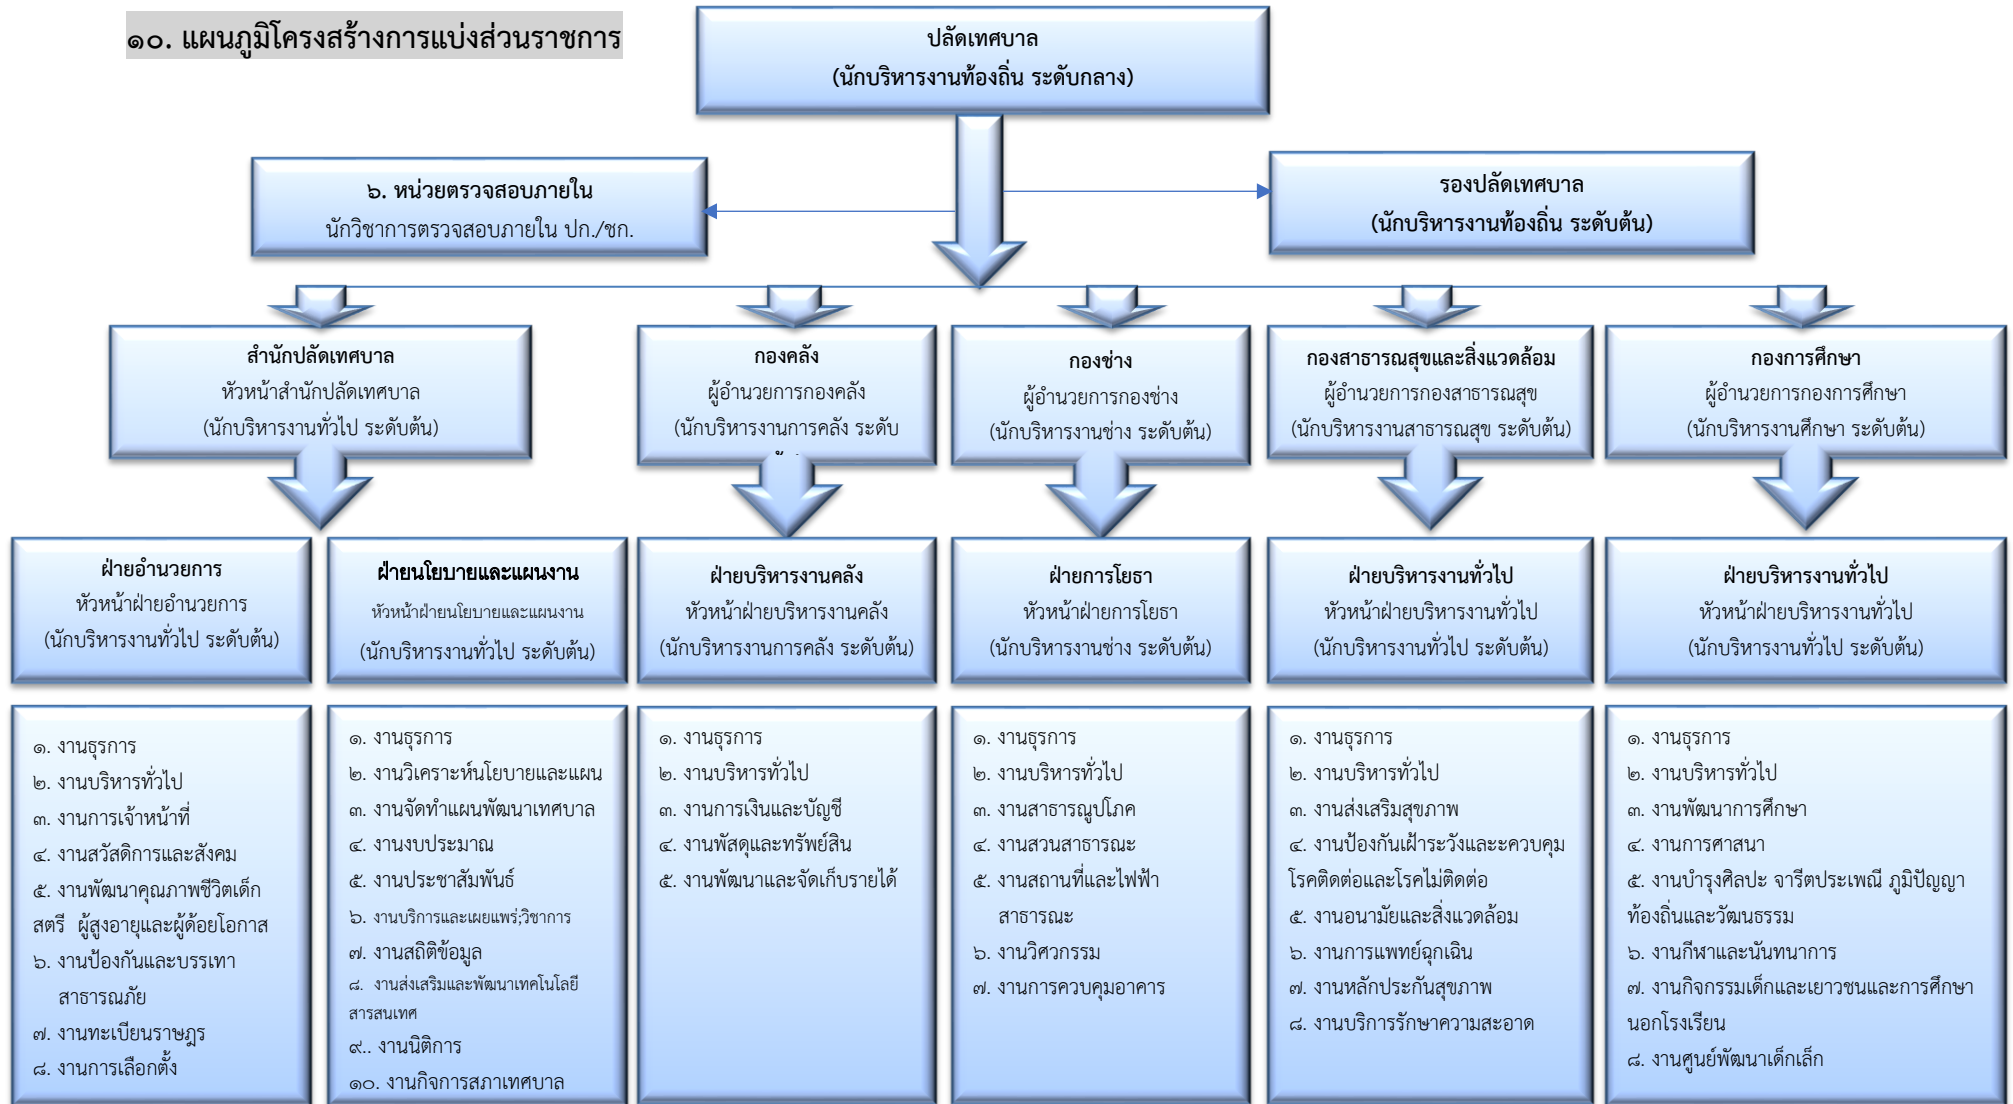 ๑๐. แผนภูมิโครงสร้างการแบ่งส่วนราชการ
ปลัดเทศบาล
(นักบริหารงานท้องถิ่น ระดับกลาง)
๖. หน่วยตรวจสอบภายใน
นักวิชาการตรวจสอบภายใน ปก./ชก.
รองปลัดเทศบาล
(นักบริหารงานท้องถิ่น ระดับต้น)
สำนักปลัดเทศบาล
หัวหน้าสำนักปลัดเทศบาล
(นักบริหารงานทั่วไป ระดับต้น)
กองคลัง
ผู้อำนวยการกองคลัง
(นักบริหารงานการคลัง ระดับ
กองช่าง
ผู้อำนวยการกองช่าง
(นักบริหารงานช่าง ระดับต้น)
กองสาธารณสุขและสิ่งแวดล้อม
ผู้อำนวยการกองสาธารณสุข
(นักบริหารงานสาธารณสุข ระดับต้น)
กองการศึกษา
ผู้อำนวยการกองการศึกษา
(นักบริหารงานศึกษา ระดับต้น)
ฝ่ายอำนวยการ
หัวหน้าฝ่ายอำนวยการ
(นักบริหารงานทั่วไป ระดับต้น)
ฝ่ายนโยบายและแผนงาน
หัวหน้าฝ่ายนโยบายและแผนงาน
(นักบริหารงานทั่วไป ระดับต้น)
ฝ่ายบริหารงานคลัง
หัวหน้าฝ่ายบริหารงานคลัง
(นักบริหารงานการคลัง ระดับต้น)
ฝ่ายการโยธา
หัวหน้าฝ่ายการโยธา
(นักบริหารงานช่าง ระดับต้น)
ฝ่ายบริหารงานทั่วไป
หัวหน้าฝ่ายบริหารงานทั่วไป
(นักบริหารงานทั่วไป ระดับต้น)
ฝ่ายบริหารงานทั่วไป
หัวหน้าฝ่ายบริหารงานทั่วไป
(นักบริหารงานทั่วไป ระดับต้น)
๑. งานธุรการ
๒. งานบริหารทั่วไป
๓. งานการเจ้าหน้าที่
๔. งานสวัสดิการและสังคม
๕. งานพัฒนาคุณภาพชีวิตเด็ก
สตรี ผู้สูงอายุและผู้ด้อยโอกาส
๖. งานป้องกันและบรรเทา
สาธารณภัย
๗. งานทะเบียนราษฎร
๘. งานการเลือกตั้ง
๑. งานธุรการ
๒. งานวิเคราะห์นโยบายและแผน
๓. งานจัดทำแผนพัฒนาเทศบาล
๔. งานงบประมาณ
๕. งานประชาสัมพันธ์
๖. งานบริการและเผยแพร่;วิชาการ
๗. งานสถิติข้อมูล
๘. งานส่งเสริมและพัฒนาเทคโนโลยี
สารสนเทศ
๙.. งานนิติการ
๑๐. งานกิจการสภาเทศบาล
๑. งานธุรการ
๒. งานบริหารทั่วไป
๓. งานการเงินและบัญชี
๔. งานพัสดุและทรัพย์สิน
๕. งานพัฒนาและจัดเก็บรายได้
๑. งานธุรการ
๒. งานบริหารทั่วไป
๓. งานสาธารณูปโภค
๔. งานสวนสาธารณะ
๕. งานสถานที่และไฟฟ้า
สาธารณะ
๖. งานวิศวกรรม
๗. งานการควบคุมอาคาร
๑. งานธุรการ
๒. งานบริหารทั่วไป
๓. งานส่งเสริมสุขภาพ
๔. งานป้องกันเฝ้าระวังและะควบคุม
โรคติดต่อและโรคไม่ติดต่อ
๕. งานอนามัยและสิ่งแวดล้อม
๖. งานการแพทย์ฉุกเฉิน
๗. งานหลักประกันสุขภาพ
๘. งานบริการรักษาความสะอาด
๑. งานธุรการ
๒. งานบริหารทั่วไป
๓. งานพัฒนาการศึกษา
๔. งานการศาสนา
๕. งานบำรุงศิลปะ จารีตประเพณี ภูมิปัญญา
ท้องถิ่นและวัฒนธรรม
๖. งานกีฬาและนันทนาการ
๗. งานกิจกรรมเด็กและเยาวชนและการศึกษา
นอกโรงเรียน
๘. งานศูนย์พัฒนาเด็กเล็ก